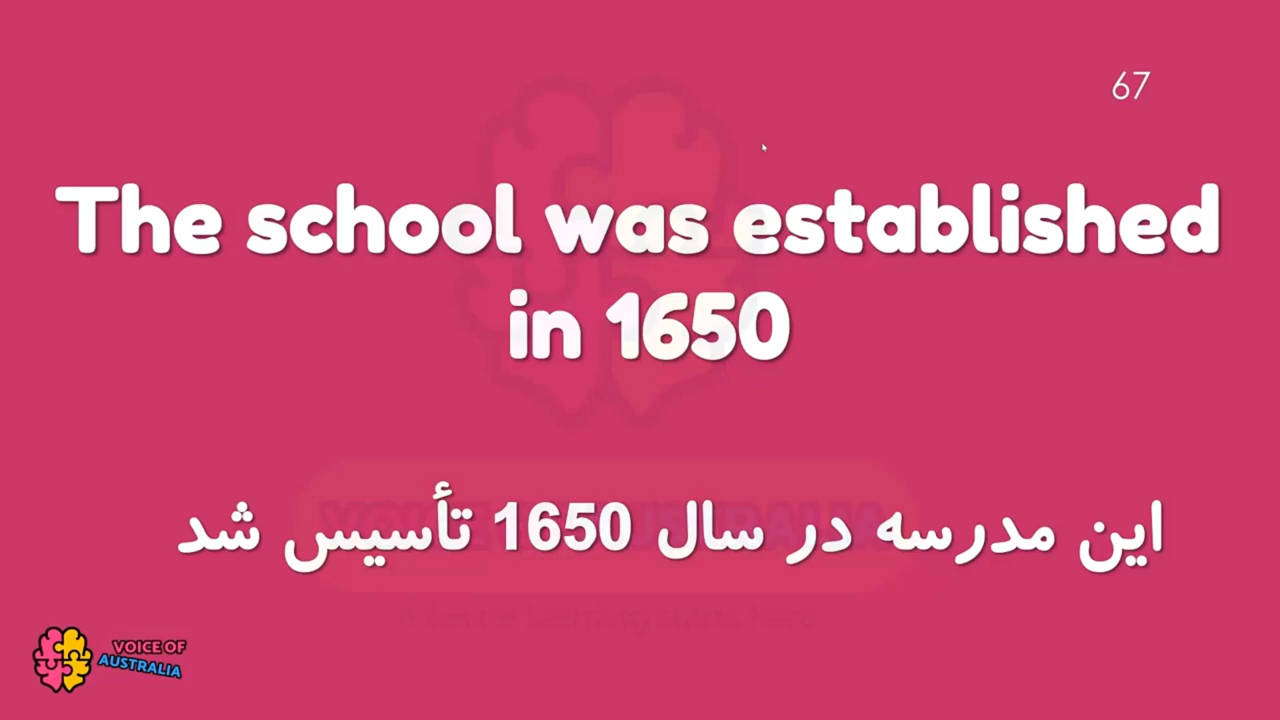 67
The school was established
in 1650
این مدرسه در سال 1650 تأسیس شد
VOICE OF
AUSTRALIA